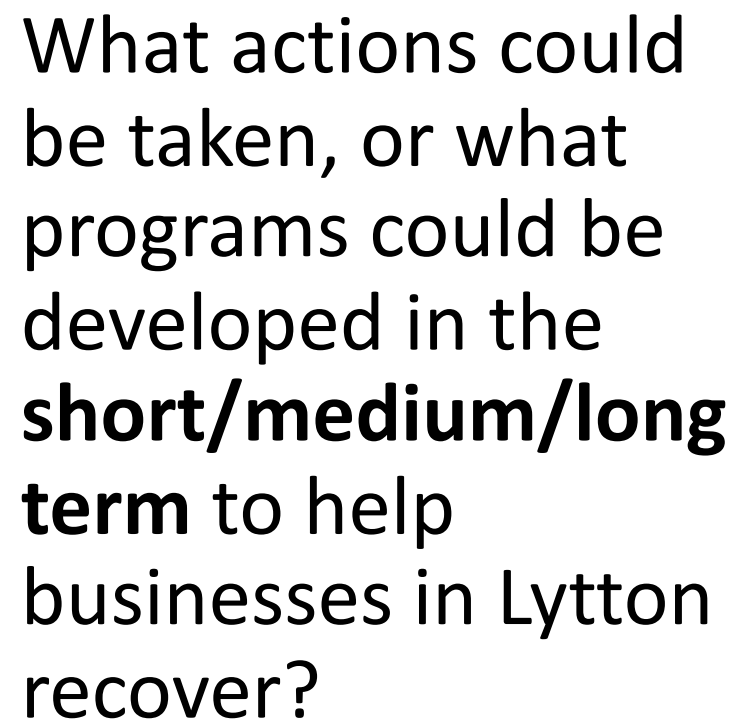 What actions could
be taken, or what
programs could be
developed in the
short/medium/long
term to help
businesses in Lytton
recover?